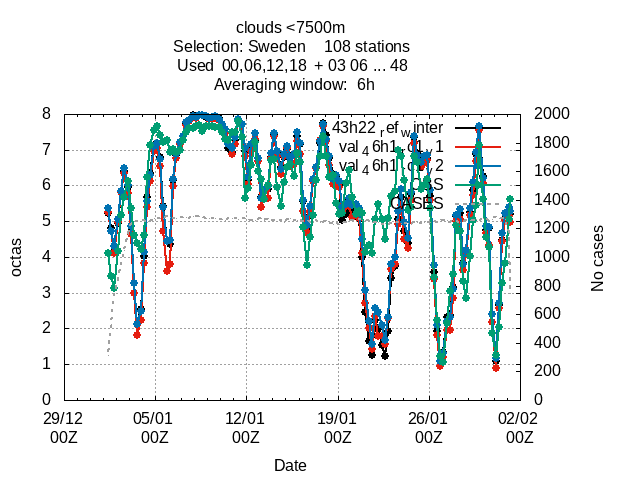 clouds <7500m
Selection: Sweden 108 stations
Used 00,06,12,18 + 03 06 ... 48
Averaging window: 6h
8 2000
7 1800
6 1600
5 1400
4 1200
3 1000
2 800
1 600
0 400
200
0
43h22_ref_winter
CASES
octas
No cases
29/12 05/01 12/01 19/01 26/01 02/02
00Z 00Z 00Z 00Z 00Z 00Z
Date